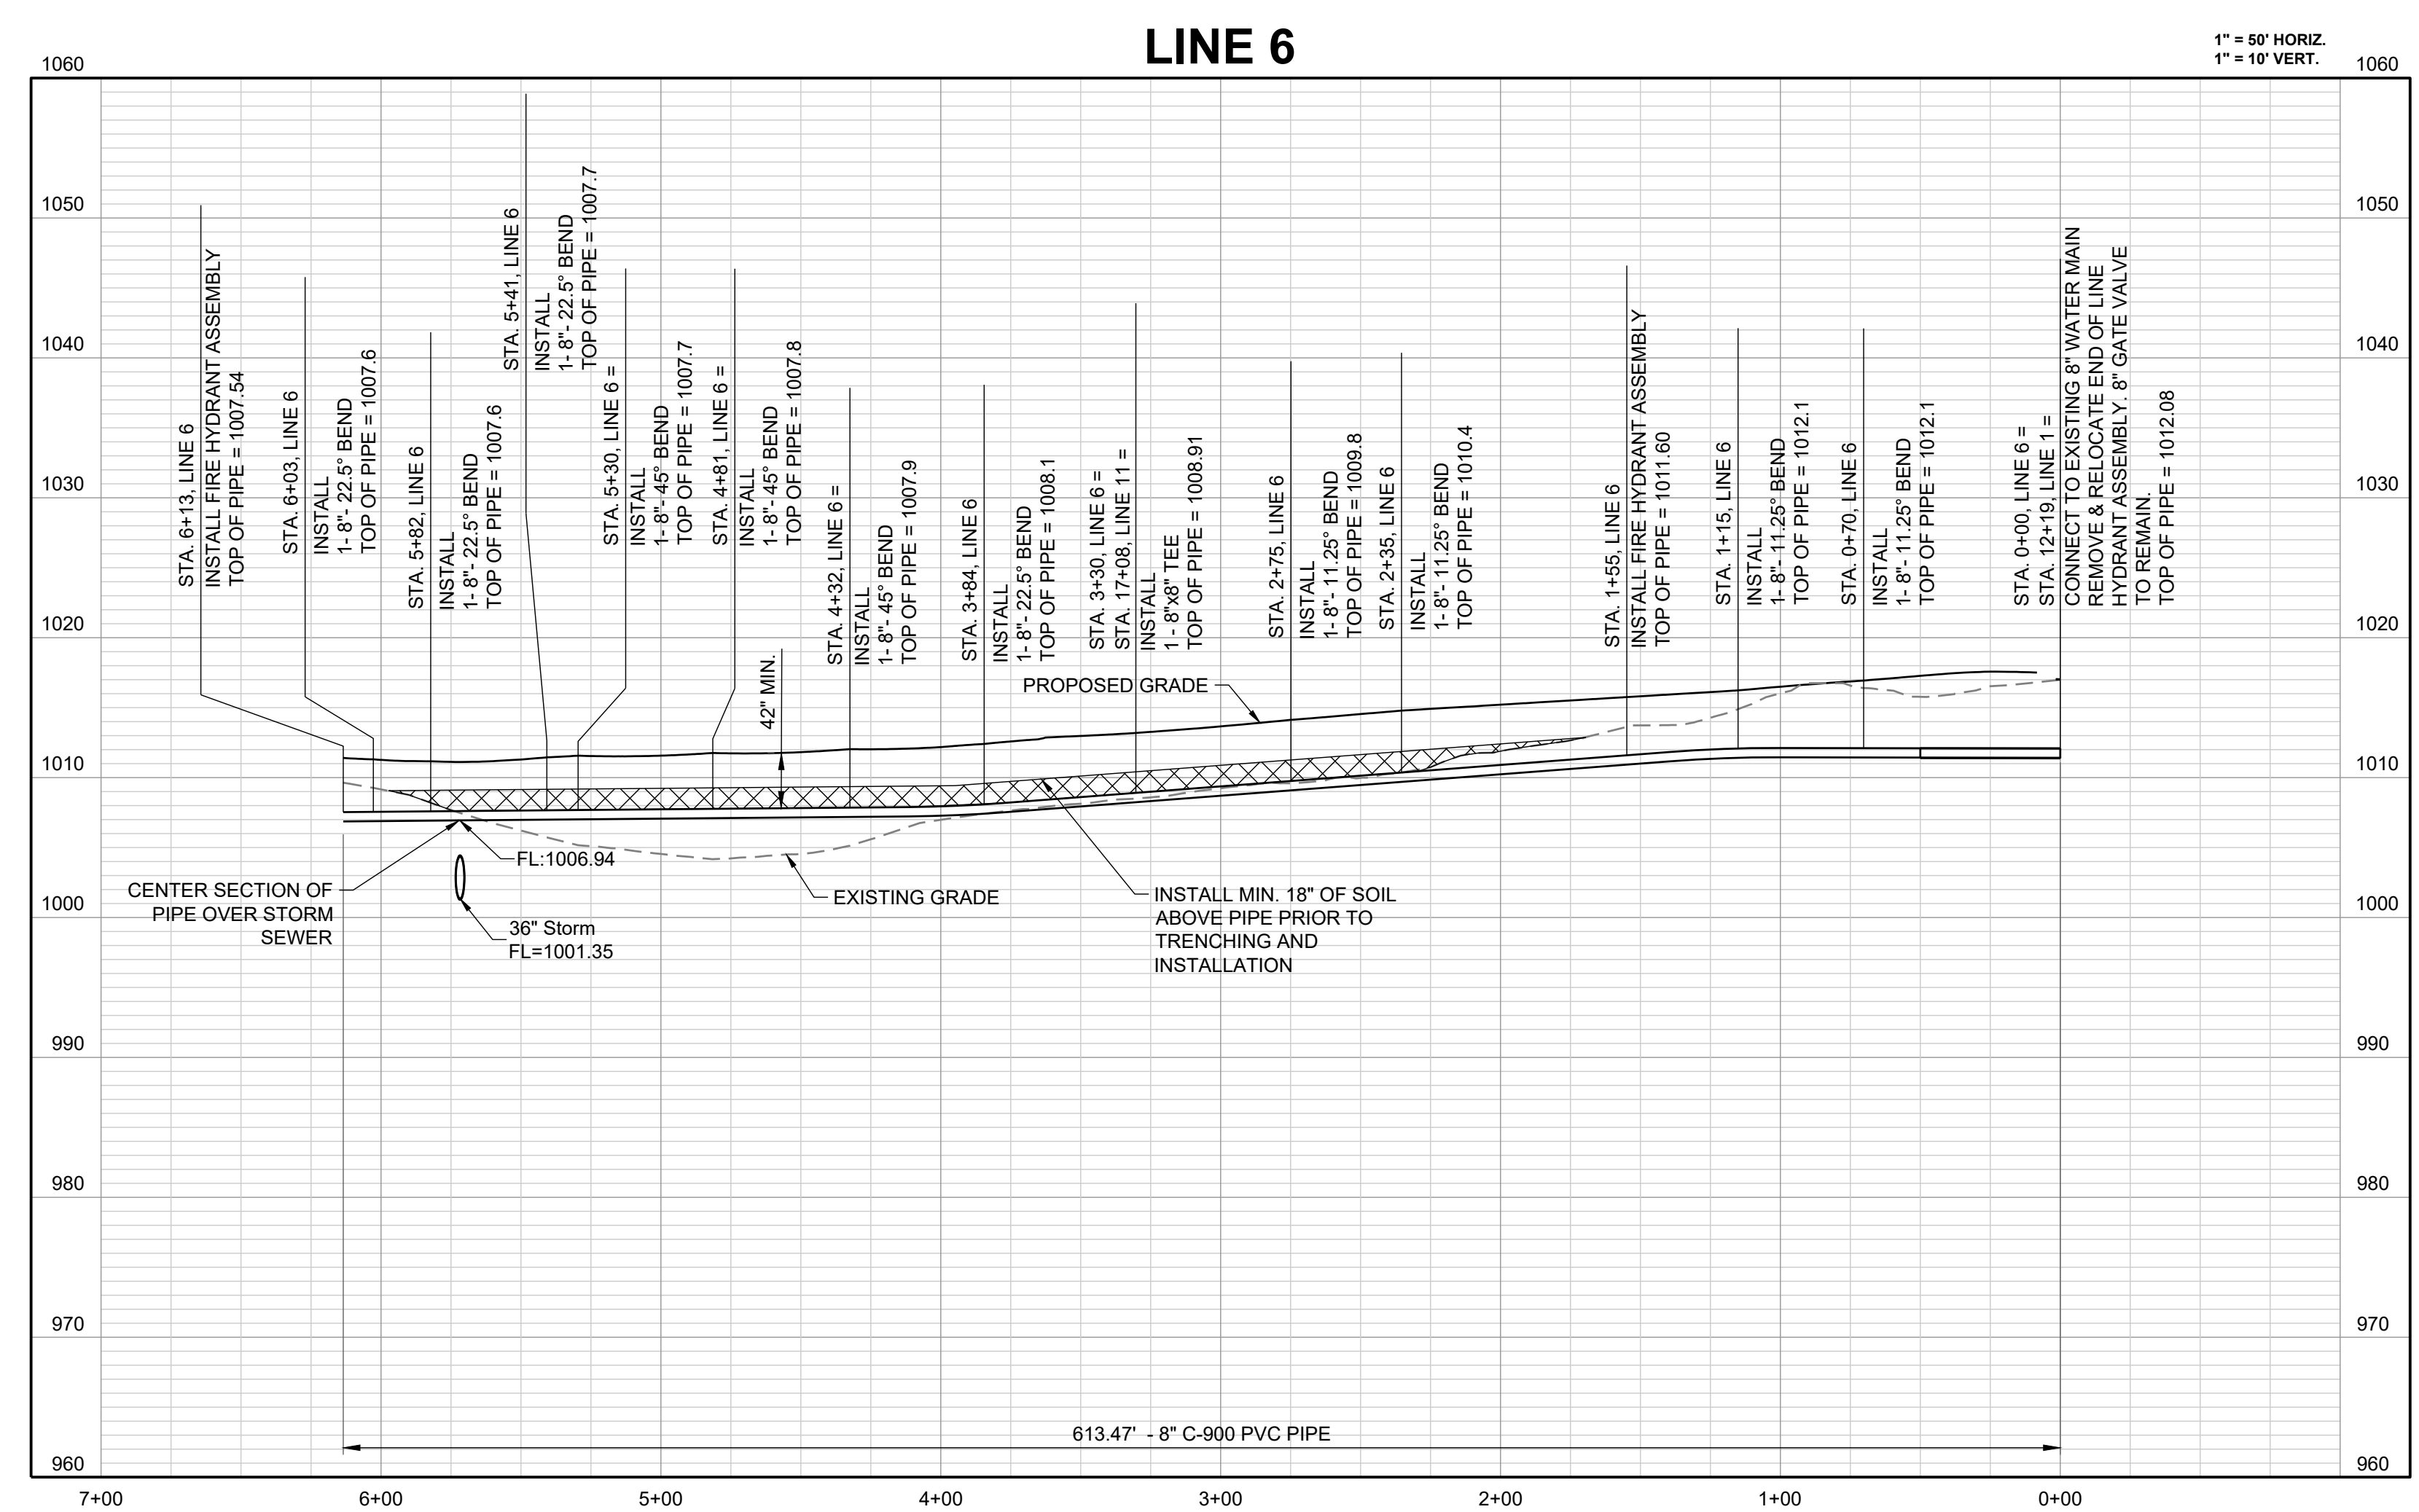 LINE 6
1" = 50' HORIZ.
1" = 10' VERT.
1060
1050
1040
1030
1020
1010
1000
990
980
970
960
1060
1050
1040
1030
1020
1010
1000
990
980
970
960
STA. 6+13, LINE 6
INSTALL FIRE HYDRANT ASSEMBLY
TOP OF PIPE = 1007.54
STA. 6+03, LINE 6
INSTALL
1- 8"- 22.5° BEND
TOP OF PIPE = 1007.6
STA. 5+82, LINE 6
INSTALL
1- 8"- 22.5° BEND
TOP OF PIPE = 1007.6
STA. 5+41, LINE 6
INSTALL
1- 8"- 22.5° BEND
TOP OF PIPE = 1007.7
STA. 5+30, LINE 6 =
INSTALL
1- 8"- 45° BEND
TOP OF PIPE = 1007.7
STA. 4+81, LINE 6 =
INSTALL
1- 8"- 45° BEND
TOP OF PIPE = 1007.8
42" MIN.
STA. 4+32, LINE 6 =
INSTALL
1- 8"- 45° BEND
TOP OF PIPE = 1007.9
STA. 3+84, LINE 6
INSTALL
1- 8"- 22.5° BEND
TOP OF PIPE = 1008.1
STA. 3+30, LINE 6 =
STA. 17+08, LINE 11 =
INSTALL
1- 8"x8" TEE
TOP OF PIPE = 1008.91
STA. 2+75, LINE 6
INSTALL
1- 8"- 11.25° BEND
TOP OF PIPE = 1009.8
STA. 2+35, LINE 6
INSTALL
1- 8"- 11.25° BEND
TOP OF PIPE = 1010.4
STA. 1+55, LINE 6
INSTALL FIRE HYDRANT ASSEMBLY
TOP OF PIPE = 1011.60
STA. 1+15, LINE 6
INSTALL
1- 8"- 11.25° BEND
TOP OF PIPE = 1012.1
STA. 0+70, LINE 6
INSTALL
1- 8"- 11.25° BEND
TOP OF PIPE = 1012.1
STA. 0+00, LINE 6 =
STA. 12+19, LINE 1 =
CONNECT TO EXISTING 8" WATER MAIN
REMOVE & RELOCATE END OF LINE
HYDRANT ASSEMBLY. 8" GATE VALVE
TO REMAIN.
TOP OF PIPE = 1012.08
PROPOSED GRADE
FL:1006.94
CENTER SECTION OF
PIPE OVER STORM
SEWER
36" Storm
FL=1001.35
EXISTING GRADE
INSTALL MIN. 18" OF SOIL
ABOVE PIPE PRIOR TO
TRENCHING AND
INSTALLATION
613.47' - 8" C-900 PVC PIPE
7+00
6+00
5+00
4+00
3+00
2+00
1+00
0+00